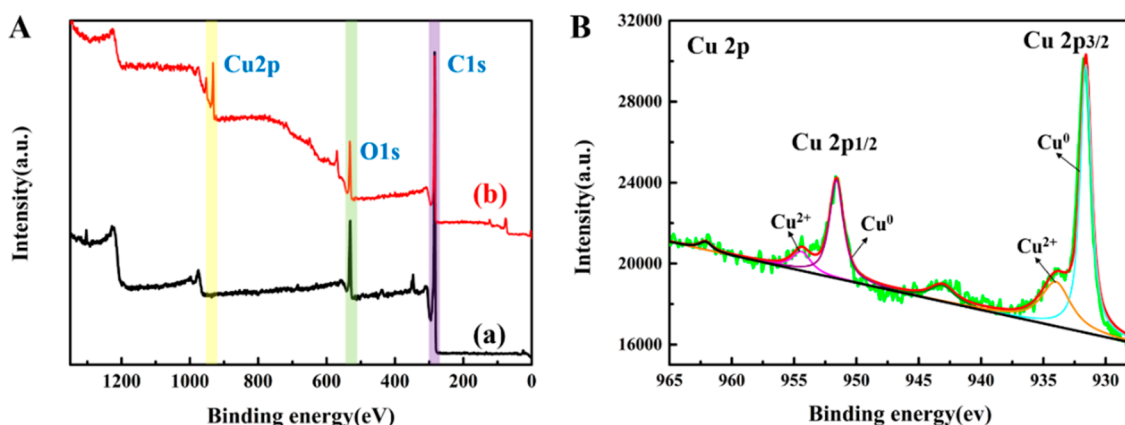 A
Intensity(a.u.)
Cu2p
O1s
C1s
(b)
(a)
1200 1000 800 600 400 200 0
Binding energy(eV)
B
Cu 2p
Intensity(a.u.)
32000
28000
24000
20000
16000
Cu 2p3/2
Cu⁰
Cu 2p1/2
Cu²⁺
Cu⁰
Cu²⁺
965 960 955 950 945 940 935 930
Binding energy(ev)